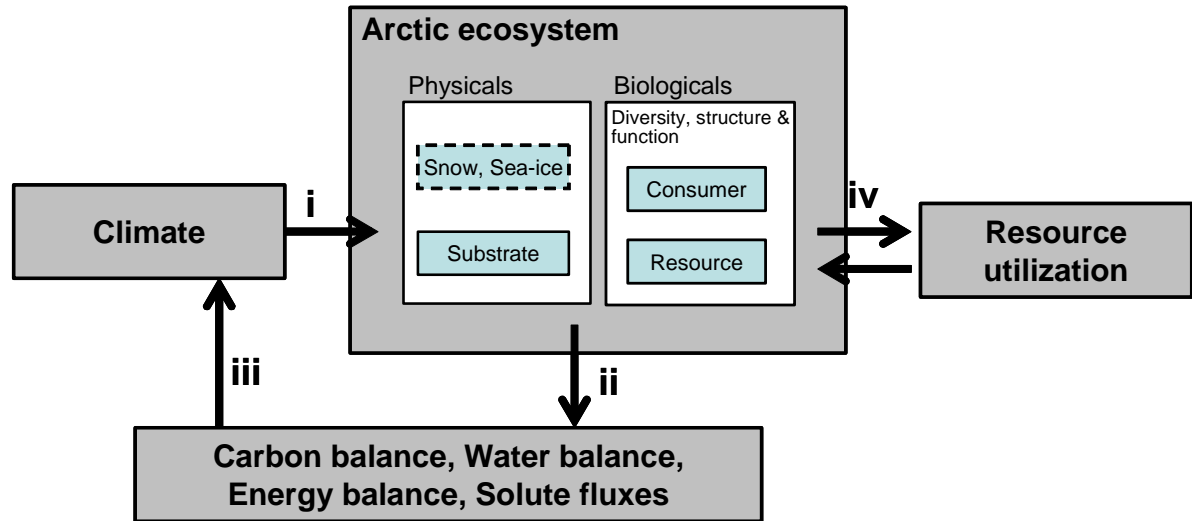 Arctic ecosystem
Physicals
Biologicals
Diversity, structure &
function
Snow, Sea-ice
Consumer
Substrate
Resource
Climate
i
iv
Resource
utilization
iii
ii
Carbon balance, Water balance,
Energy balance, Solute fluxes